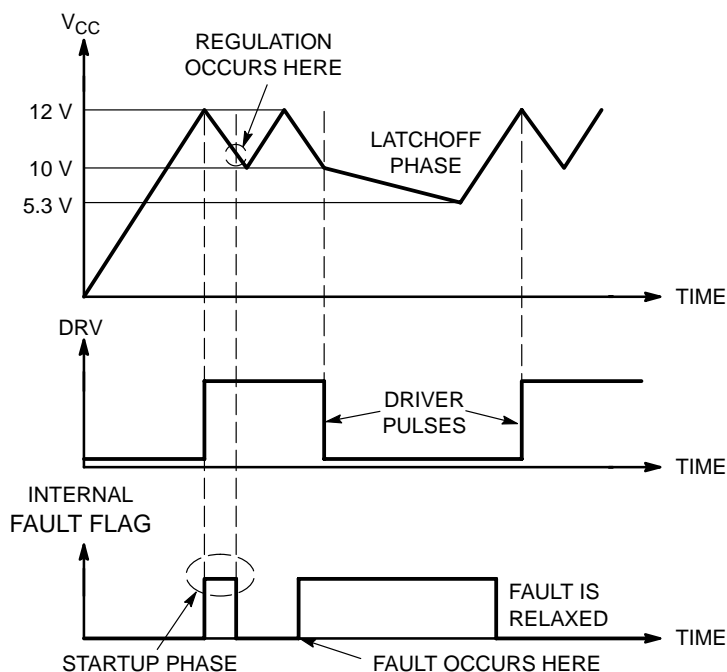 VCC
REGULATION
OCCURS HERE
12 V
10 V
5.3 V
LATCHOFF
PHASE
TIME
DRV
DRIVER
PULSES
TIME
INTERNAL
FAULT FLAG
FAULT IS
RELAXED
TIME
STARTUP PHASE
FAULT OCCURS HERE